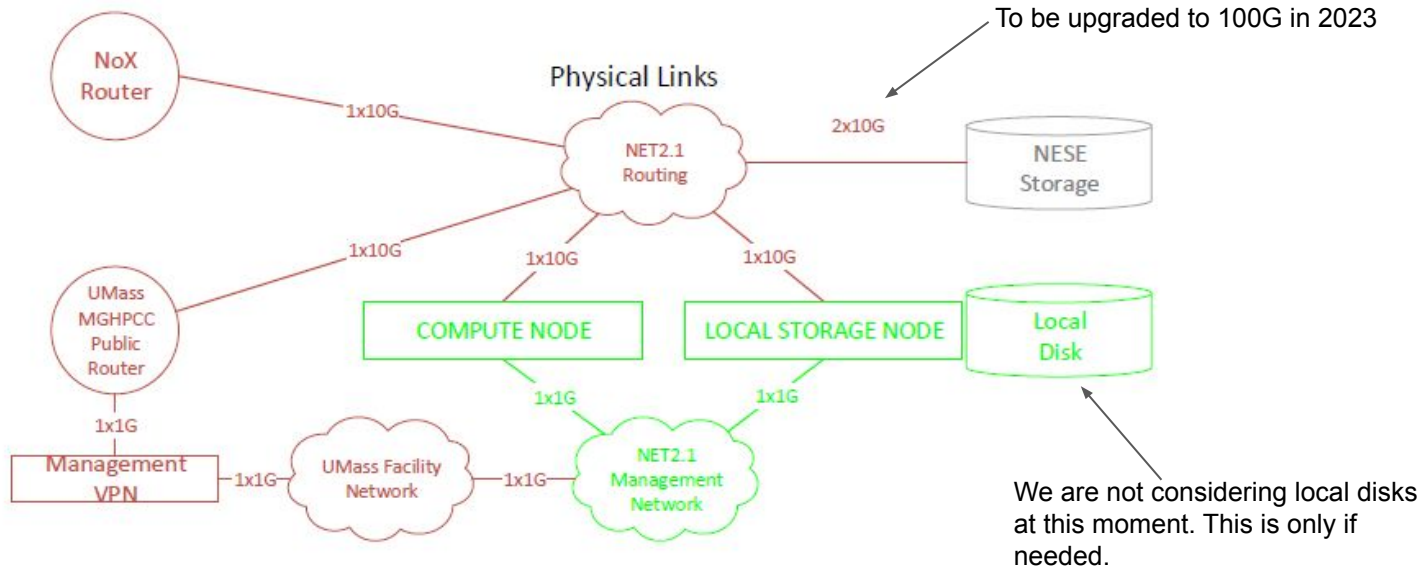 To be upgraded to 100G in 2023
NoX
Router
Physical Links
1x10G
2x10G
NET2.1
Routing
NESE
Storage
1x10G
1x10G
1x10G
UMass
MGHPCC
Public
Router
COMPUTE NODE
LOCAL STORAGE NODE
Local
Disk
1x1G
1x1G
1x1G
Management
VPN
1x1G
UMass Facility
Network
1x1G
NET2.1
Management
Network
We are not considering local disks
at this moment. This is only if
needed.